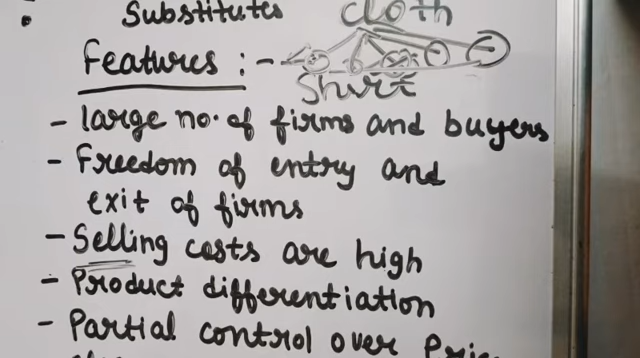 Substitutes
cloth
Features :-
Shirt
- large no. of firms and buyers
- Freedom of entry and
exit of firms
- Selling costs are high
- Product differentiation
- Partial control over